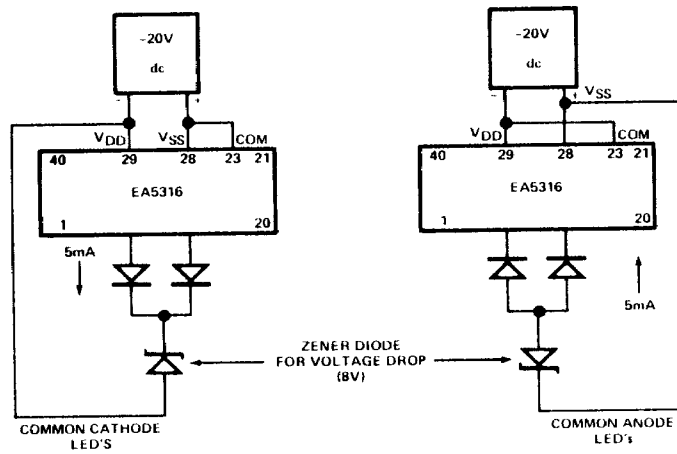 ~20V
dc
- +
VDD VSS COM
40 29 28 23 21
EA5316
1 20
5mA
COMMON CATHODE
LED'S
ZENER DIODE
FOR VOLTAGE DROP
(8V)
~20V
dc
- + VSS
VDD COM
40 29 28 23 21
EA5316
1 20
5mA
COMMON ANODE
LED's